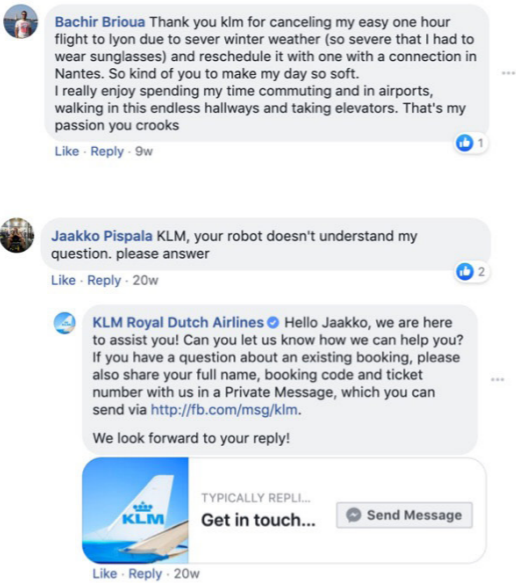 Bachir Brioua Thank you klm for canceling my easy one hour
flight to lyon due to sever winter weather (so severe that I had to
wear sunglasses) and reschedule it with one with a connection in
Nantes. So kind of you to make my day so soft.
I really enjoy spending my time commuting and in airports,
walking in this endless hallways and taking elevators. That's my
passion you crooks
1
Like · Reply · 9w
Jaakko Pispala KLM, your robot doesn't understand my
question. please answer
2
Like · Reply · 20w
KLM Royal Dutch Airlines Hello Jaakko, we are here
to assist you! Can you let us know how we can help you?
If you have a question about an existing booking, please
also share your full name, booking code and ticket
number with us in a Private Message, which you can
send via http://fb.com/msg/klm.
We look forward to your reply!
KLM
TYPICALLY REPLI...
Get in touch...
Send Message
Like · Reply · 20w